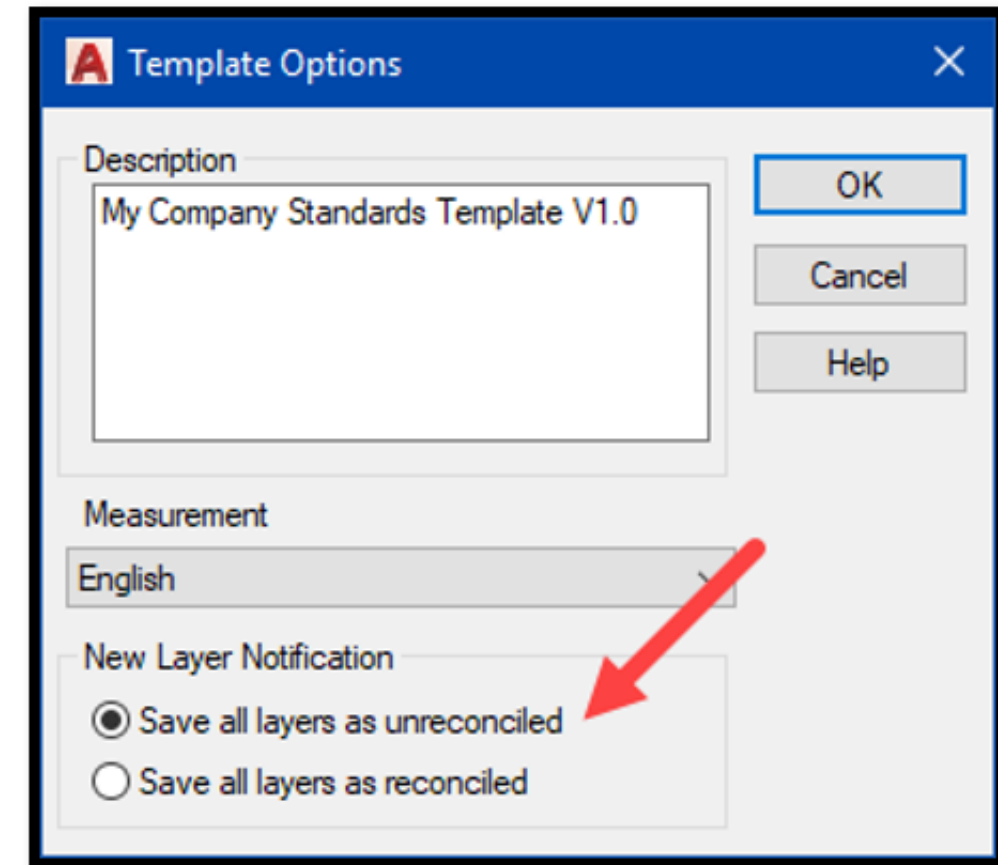 Template Options
Description
My Company Standards Template V1.0
OK
Cancel
Help
Measurement
English
New Layer Notification
Save all layers as unreconciled
Save all layers as reconciled